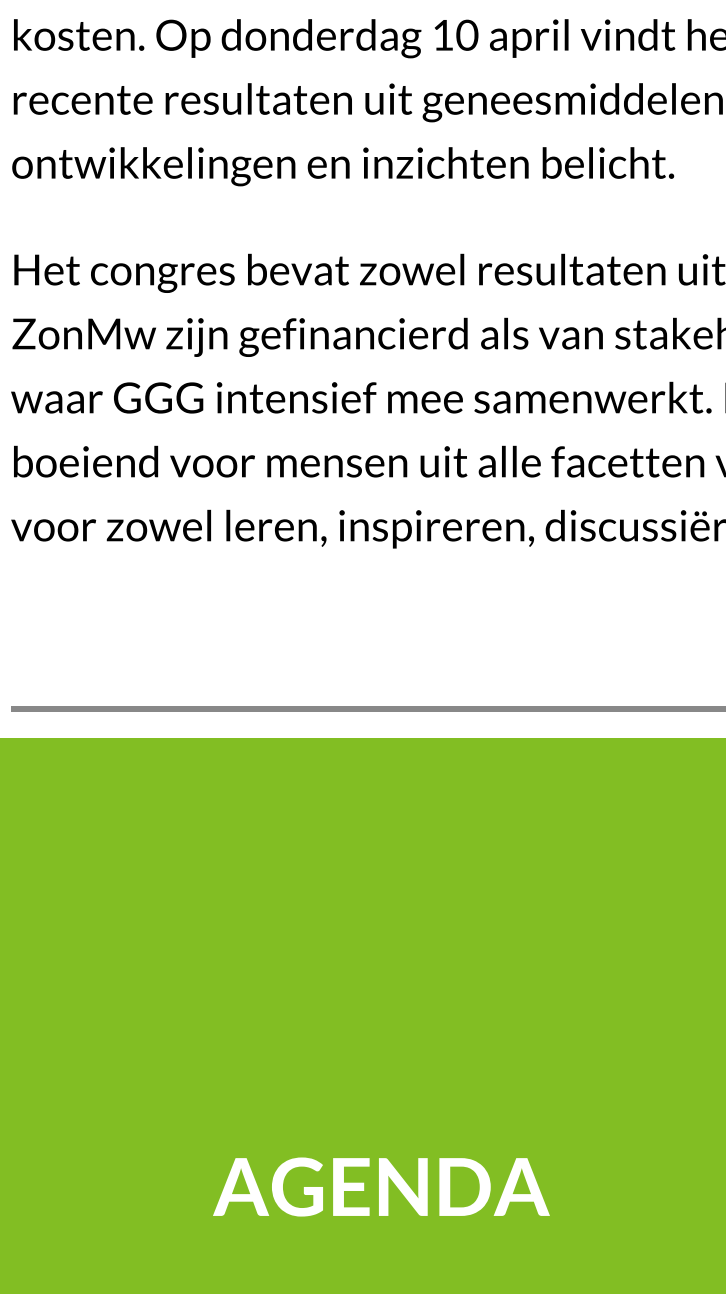 kosten. Op donderdag 10 april vindt he
recente resultaten uit geneesmiddelen
ontwikkelingen en inzichten belicht.
Het congres bevat zowel resultaten uit
ZonMw zijn gefinancierd als van stakeh
waar GGG intensief mee samenwerkt.
boeiend voor mensen uit alle facetten v
voor zowel leren, inspireren, discussiër
AGENDA